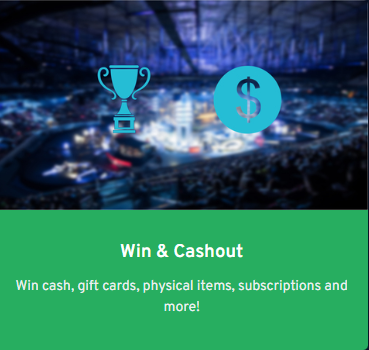 $
Win & Cashout
Win cash, gift cards, physical items, subscriptions and
more!